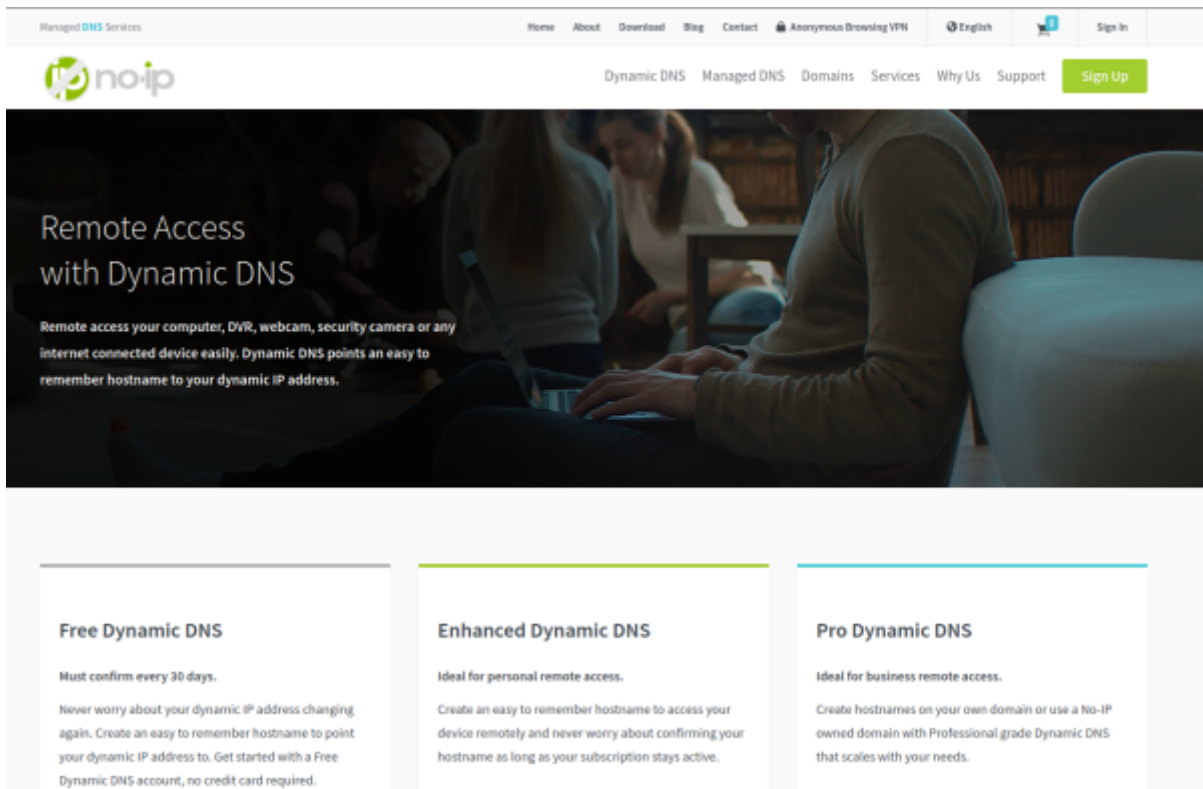 Managed DNS Services
Home About Download Blog Contact Anonymous Browsing VPN English 0 Sign In
no-ip
Dynamic DNS Managed DNS Domains Services Why Us Support Sign Up
Remote Access
with Dynamic DNS
Remote access your computer, DVR, webcam, security camera or any
internet connected device easily. Dynamic DNS points an easy to
remember hostname to your dynamic IP address.
Free Dynamic DNS
Must confirm every 30 days.
Never worry about your dynamic IP address changing
again. Create an easy to remember hostname to point
your dynamic IP address to. Get started with a Free
Dynamic DNS account, no credit card required.
Enhanced Dynamic DNS
Ideal for personal remote access.
Create an easy to remember hostname to access your
device remotely and never worry about confirming your
hostname as long as your subscription stays active.
Pro Dynamic DNS
Ideal for business remote access.
Create hostnames on your own domain or use a No-IP
owned domain with Professional grade Dynamic DNS
that scales with your needs.